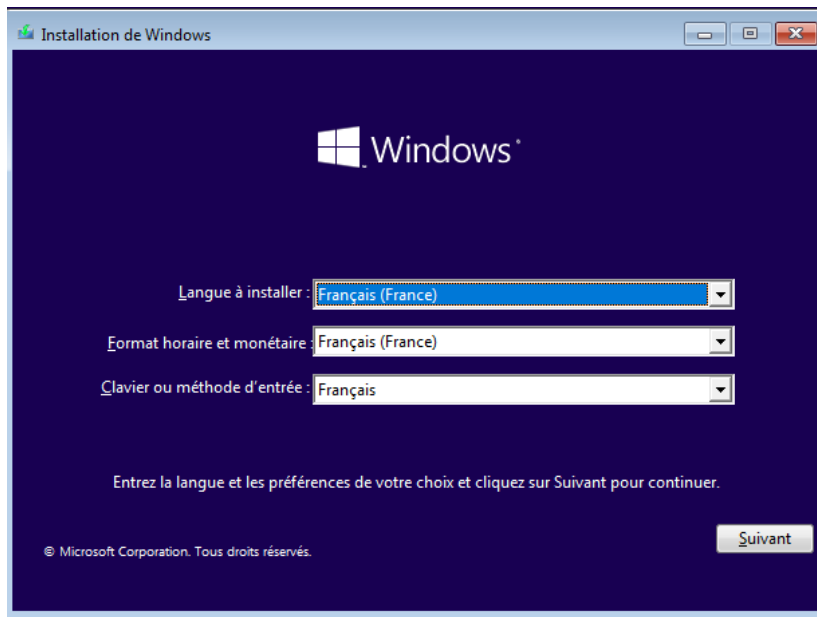 Installation de Windows
Windows
Langue à installer : Français (France)
Format horaire et monétaire : Français (France)
Clavier ou méthode d'entrée : Français
Entrez la langue et les préférences de votre choix et cliquez sur Suivant pour continuer.
Suivant
© Microsoft Corporation. Tous droits réservés.